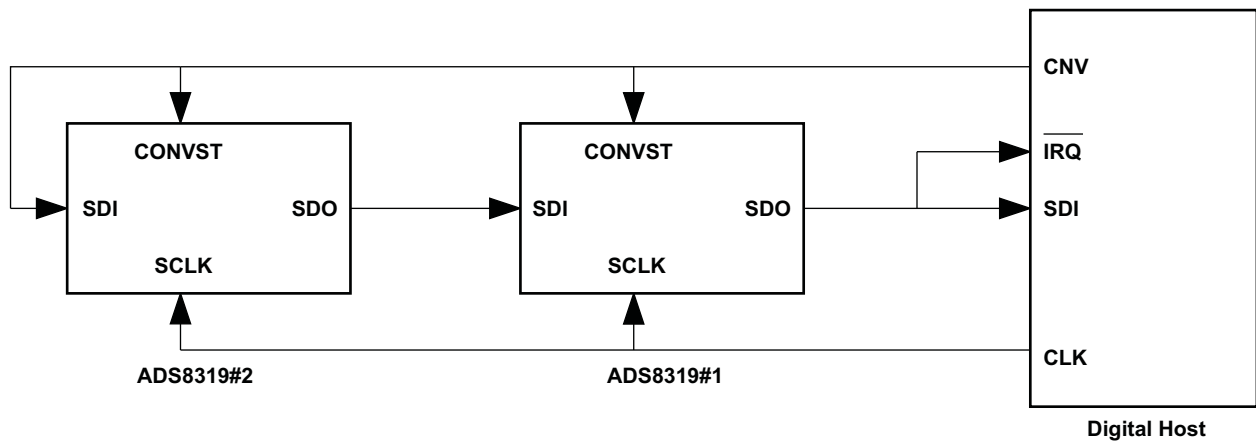 CNV
CONVST
CONVST
IRQ
SDI
SDO
SDI
SDO
SDI
SCLK
SCLK
CLK
ADS8319#2
ADS8319#1
Digital Host